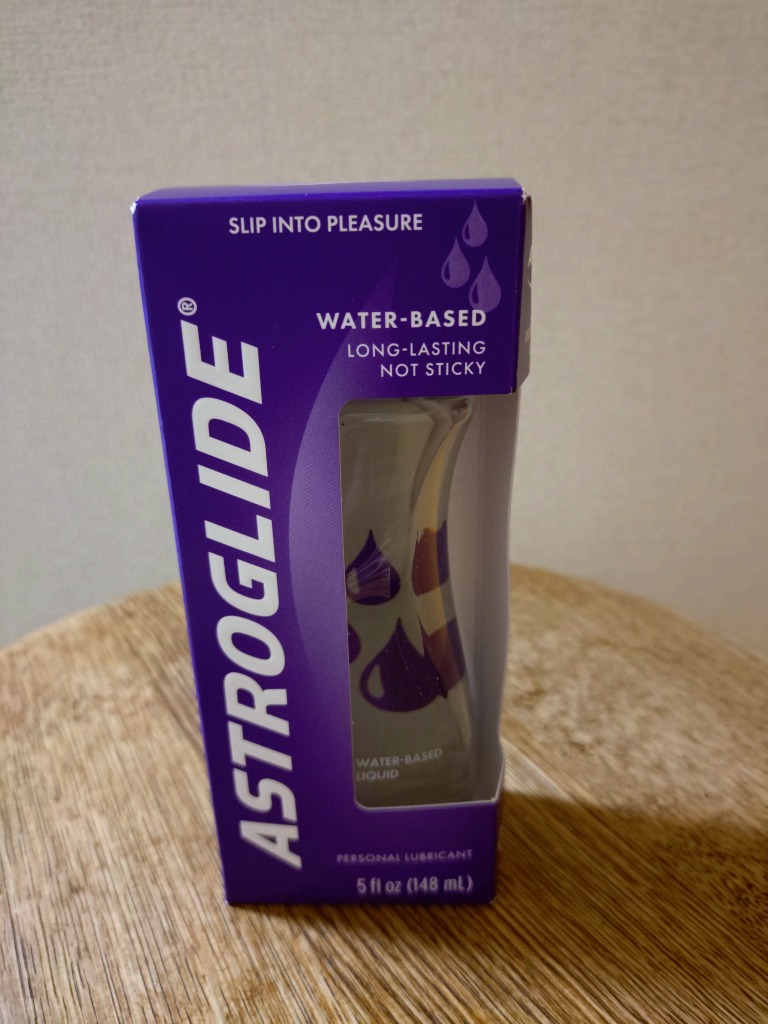 SLIP INTO PLEASURE
WATER-BASED
LONG-LASTING
NOT STICKY
ASTROGLIDE®
WATER-BASED
LIQUID
PERSONAL LUBRICANT
5 fl oz (148 mL)